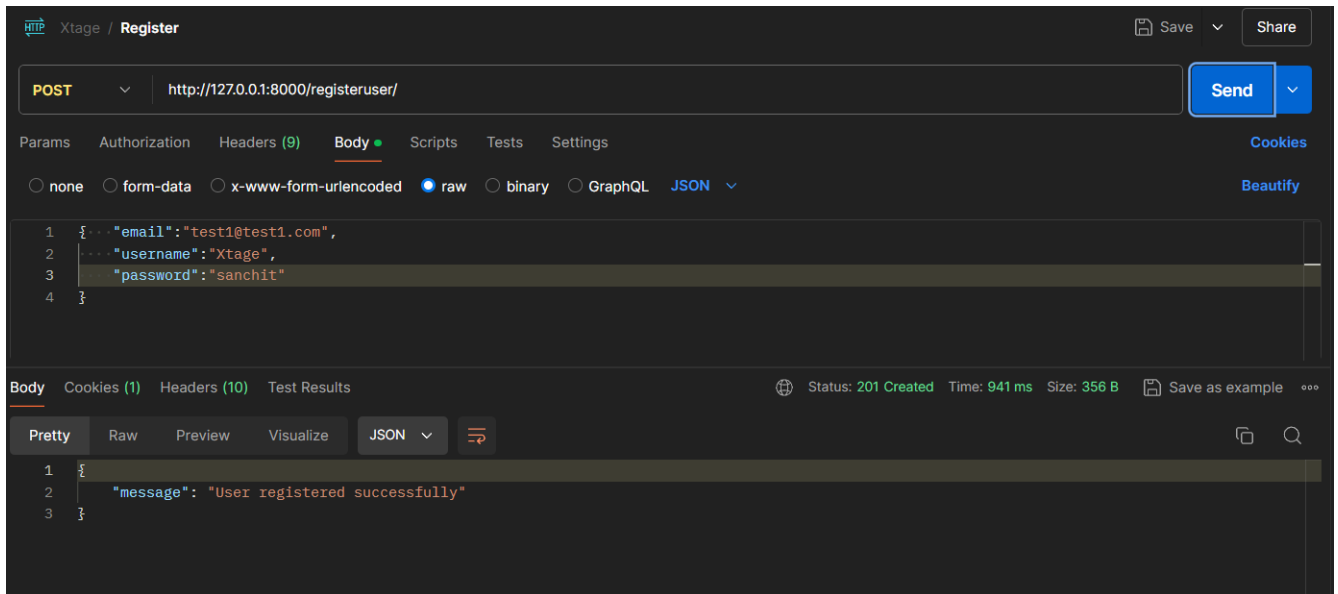 HTTP Xtage / Register Save Share
POST http://127.0.0.1:8000/registeruser/ Send
Params Authorization Headers (9) Body Scripts Tests Settings Cookies
none form-data x-www-form-urlencoded raw binary GraphQL JSON Beautify
1 { "email":"test1@test1.com",
2 "username":"Xtage",
3 "password":"sanchit"
4 }
Body Cookies (1) Headers (10) Test Results Status: 201 Created Time: 941 ms Size: 356 B Save as example
Pretty Raw Preview Visualize JSON
1 {
2 "message": "User registered successfully"
3 }